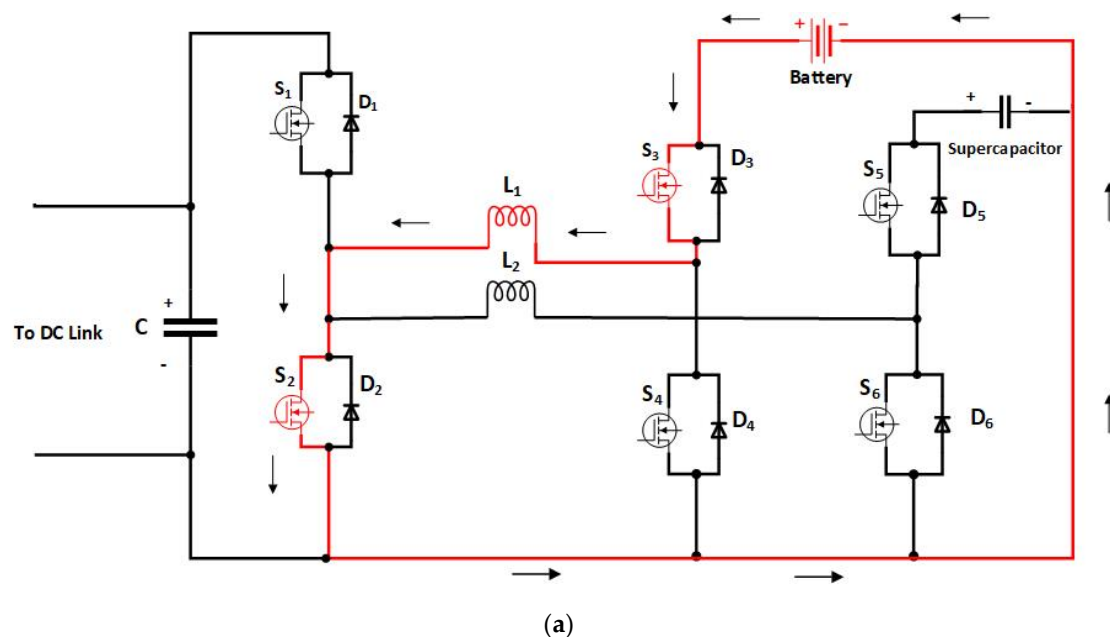 + −
Battery
S₁
D₁
+ -
Supercapacitor
S₃
D₃
S₅
D₅
L₁
L₂
To DC Link
C
+
-
S₂
D₂
S₄
D₄
S₆
D₆
(a)